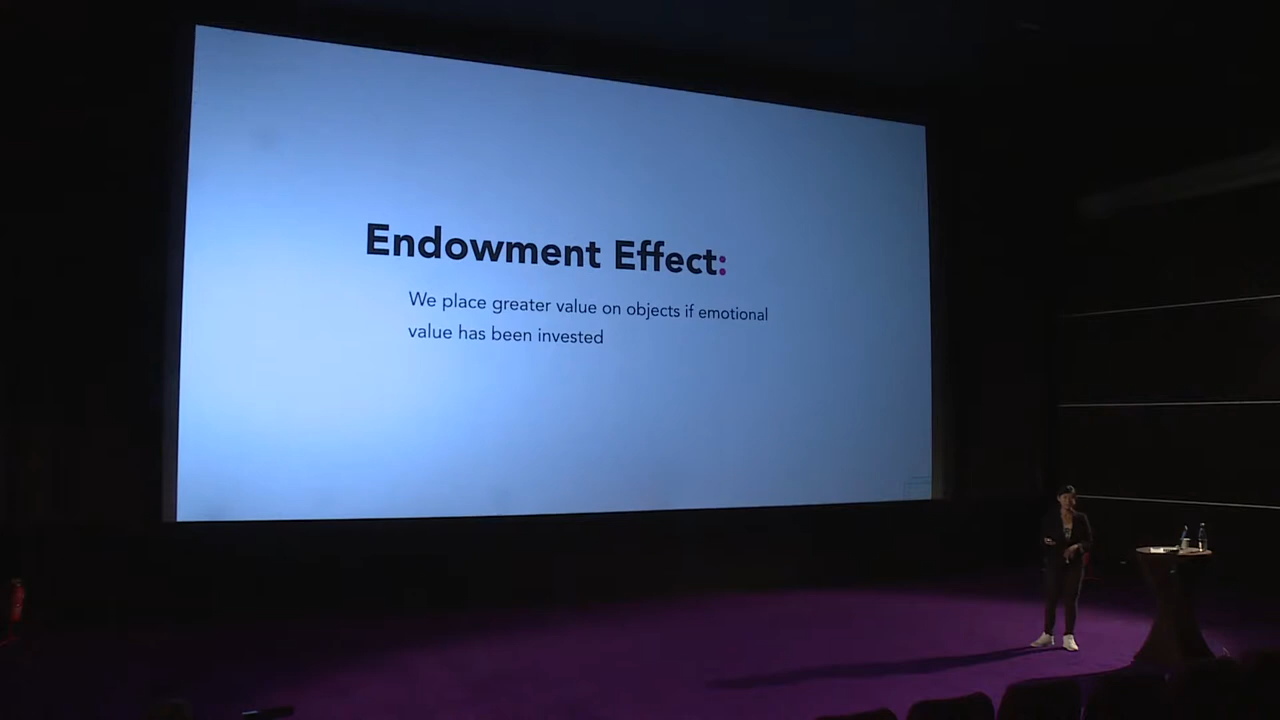 Endowment Effect:
We place greater value on objects if emotional
value has been invested